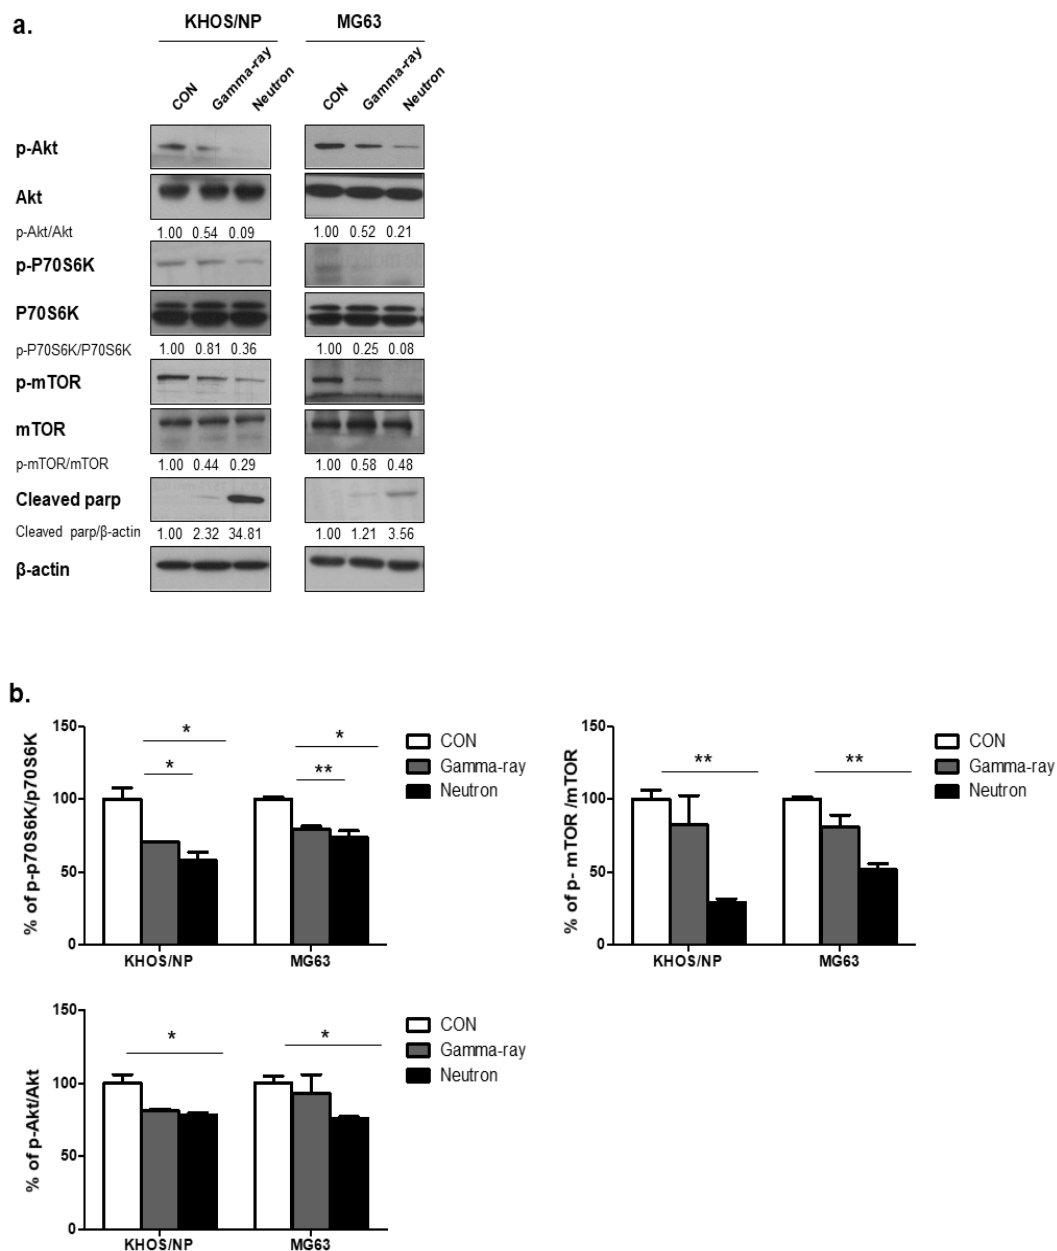 a.
KHOS/NP MG63
CON Gamma-ray Neutron CON Gamma-ray Neutron
p-Akt
Akt
p-Akt/Akt 1.00 0.54 0.09 1.00 0.52 0.21
p-P70S6K
P70S6K
p-P70S6K/P70S6K 1.00 0.81 0.36 1.00 0.25 0.08
p-mTOR
mTOR
p-mTOR/mTOR 1.00 0.44 0.29 1.00 0.58 0.48
Cleaved parp
Cleaved parp/β-actin 1.00 2.32 34.81 1.00 1.21 3.56
β-actin
b.
% of p-p70S6K/p70S6K
150
100
50
0
* * * **
KHOS/NP MG63
CON
Gamma-ray
Neutron
% of p- mTOR /mTOR
150
100
50
0
** **
KHOS/NP MG63
CON
Gamma-ray
Neutron
% of p-Akt/Akt
150
100
50
0
* *
KHOS/NP MG63
CON
Gamma-ray
Neutron